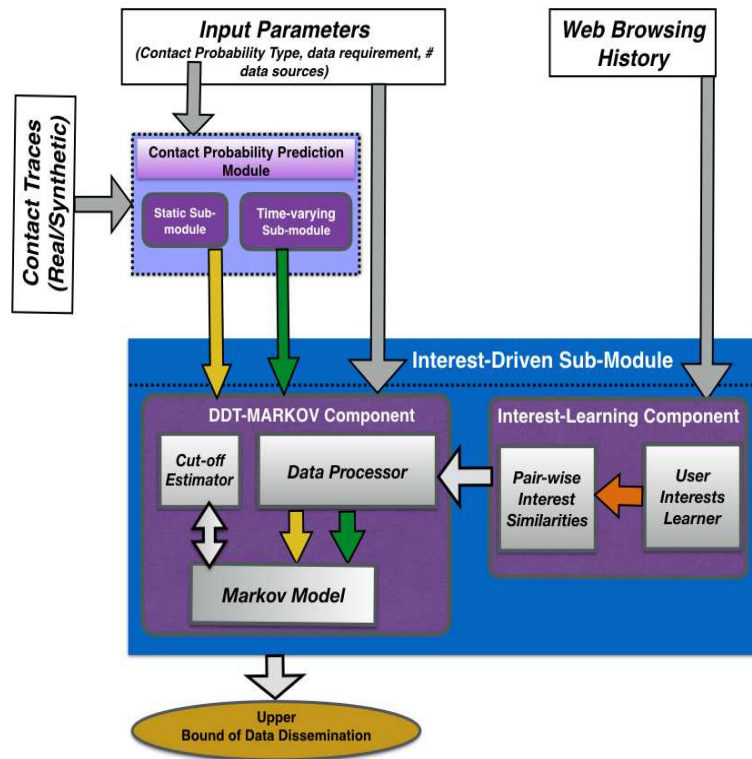 Input Parameters
(Contact Probability Type, data requirement, #
data sources)
Web Browsing
History
Contact Traces
(Real/Synthetic)
Contact Probability Prediction
Module
Static Sub-
module
Time-varying
Sub-module
Interest-Driven Sub-Module
DDT-MARKOV Component
Interest-Learning Component
Cut-off
Estimator
Data Processor
Pair-wise
Interest
Similarities
User
Interests
Learner
Markov Model
Upper
Bound of Data Dissemination